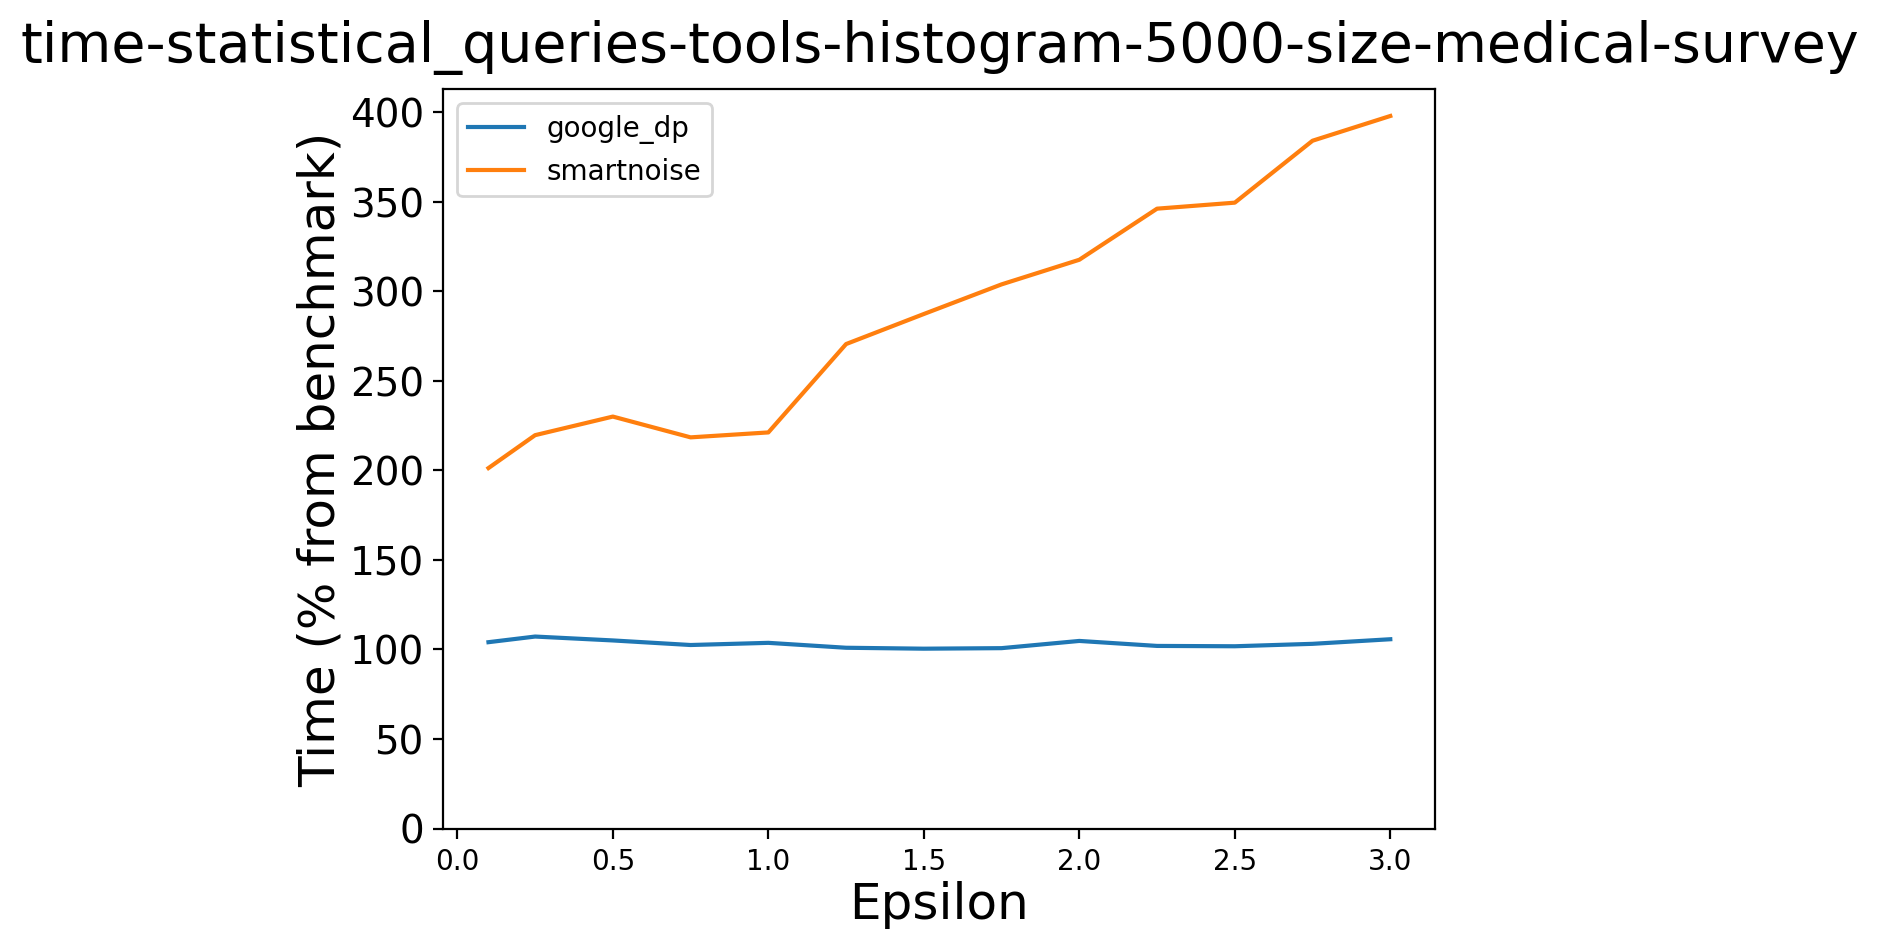 time-statistical_queries-tools-histogram-5000-size-medical-survey
google_dp
smartnoise
Time (% from benchmark)
400
350
300
250
200
150
100
50
0
0.0 0.5 1.0 1.5 2.0 2.5 3.0
Epsilon